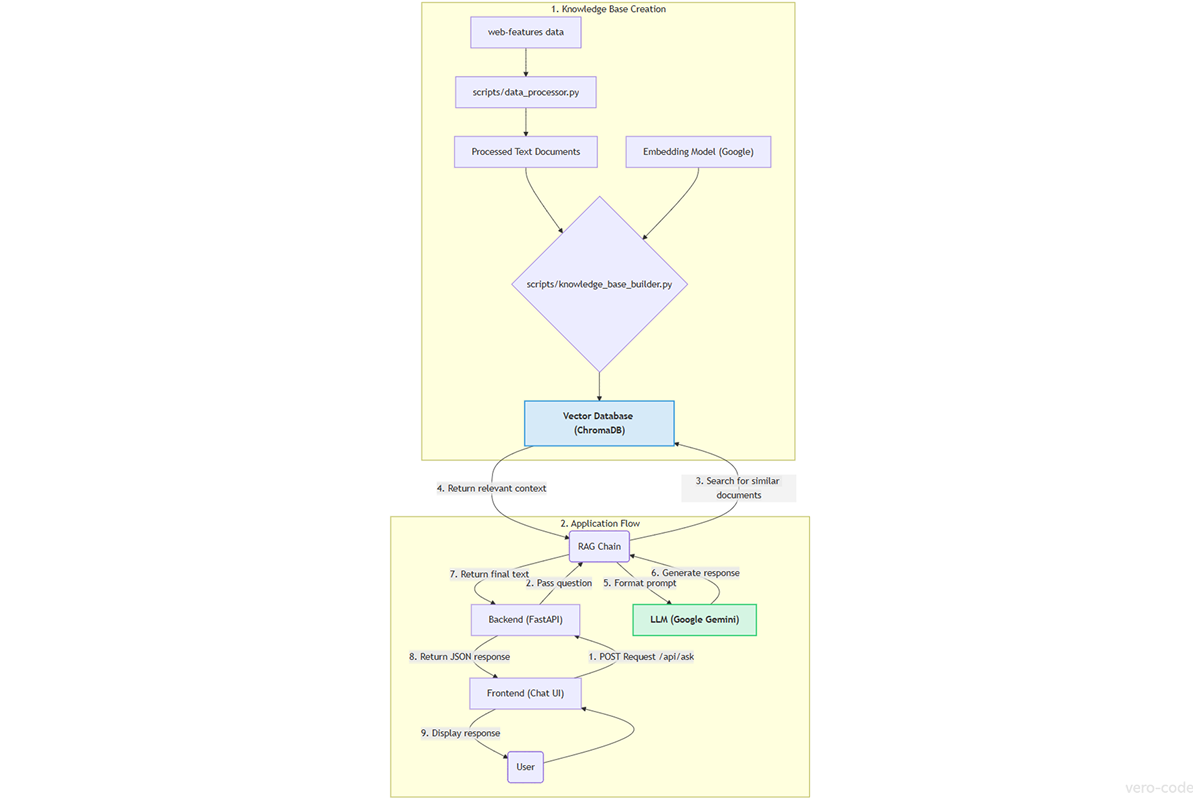 1. Knowledge Base Creation
web-features data
scripts/data_processor.py
Processed Text Documents
Embedding Model (Google)
scripts/knowledge_base_builder.py
Vector Database
(ChromaDB)
4. Return relevant context
3. Search for similar
documents
2. Application Flow
RAG Chain
7. Return final text
2. Pass question
5. Format prompt
6. Generate response
Backend (FastAPI)
LLM (Google Gemini)
8. Return JSON response
1. POST Request /api/ask
Frontend (Chat UI)
9. Display response
User
vero-code